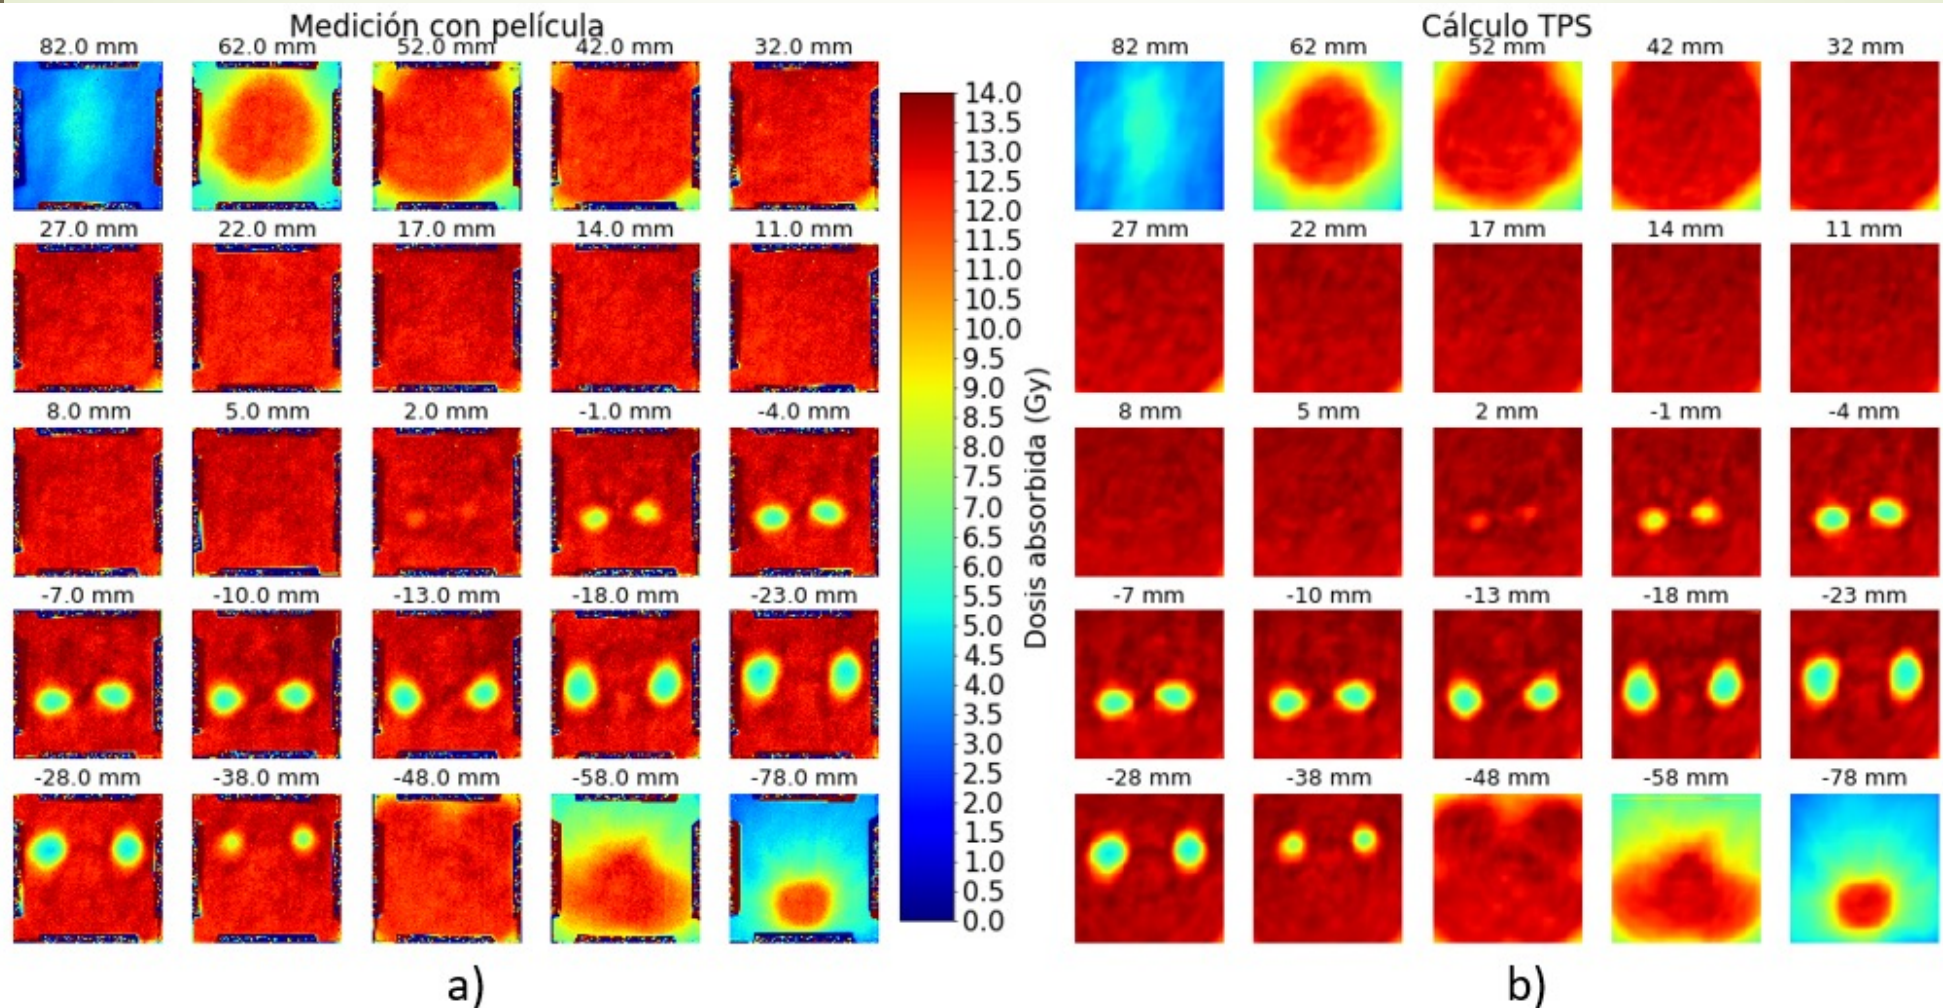 Medición con película
82.0 mm 62.0 mm 52.0 mm 42.0 mm 32.0 mm
27.0 mm 22.0 mm 17.0 mm 14.0 mm 11.0 mm
8.0 mm 5.0 mm 2.0 mm -1.0 mm -4.0 mm
-7.0 mm -10.0 mm -13.0 mm -18.0 mm -23.0 mm
-28.0 mm -38.0 mm -48.0 mm -58.0 mm -78.0 mm
a)
14.0
13.5
13.0
12.5
12.0
11.5
11.0
10.5
10.0
9.5
9.0
8.5
8.0
7.5
7.0
6.5
6.0
5.5
5.0
4.5
4.0
3.5
3.0
2.5
2.0
1.5
1.0
0.5
0.0
Dosis absorbida (Gy)
Cálculo TPS
82 mm 62 mm 52 mm 42 mm 32 mm
27 mm 22 mm 17 mm 14 mm 11 mm
8 mm 5 mm 2 mm -1 mm -4 mm
-7 mm -10 mm -13 mm -18 mm -23 mm
-28 mm -38 mm -48 mm -58 mm -78 mm
b)